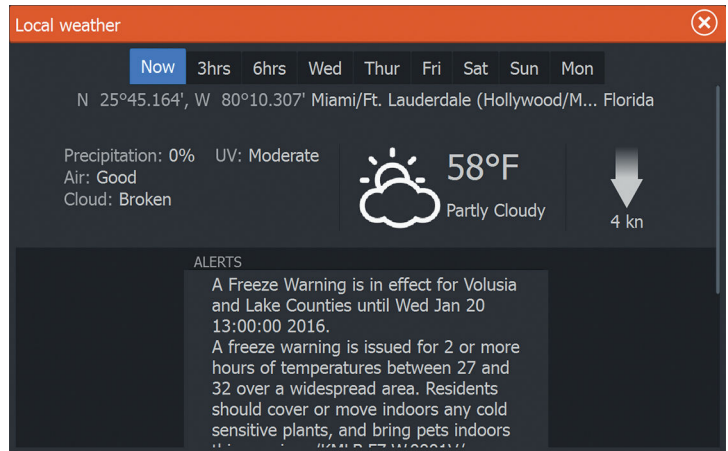 Local weather
Now 3hrs 6hrs Wed Thur Fri Sat Sun Mon
N 25°45.164', W 80°10.307' Miami/Ft. Lauderdale (Hollywood/M... Florida
Precipitation: 0% UV: Moderate
Air: Good
Cloud: Broken
58°F
Partly Cloudy
4 kn
ALERTS
A Freeze Warning is in effect for Volusia
and Lake Counties until Wed Jan 20
13:00:00 2016.
A freeze warning is issued for 2 or more
hours of temperatures between 27 and
32 over a widespread area. Residents
should cover or move indoors any cold
sensitive plants, and bring pets indoors